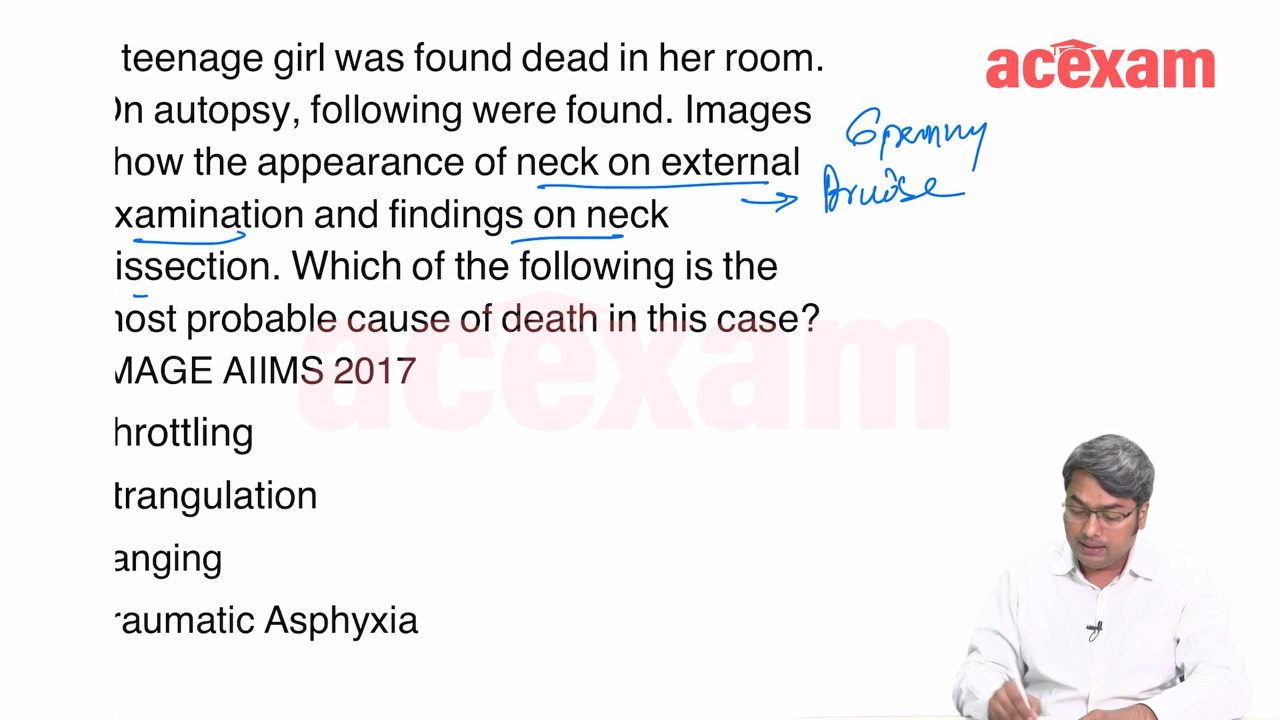 teenage girl was found dead in her room.
On autopsy, following were found. Images
how the appearance of neck on external
xamination and findings on neck
issection. Which of the following is the
nost probable cause of death in this case?
MAGE AIIMS 2017
hrottling
trangulation
anging
raumatic Asphyxia
acexam
Bruise
acexam